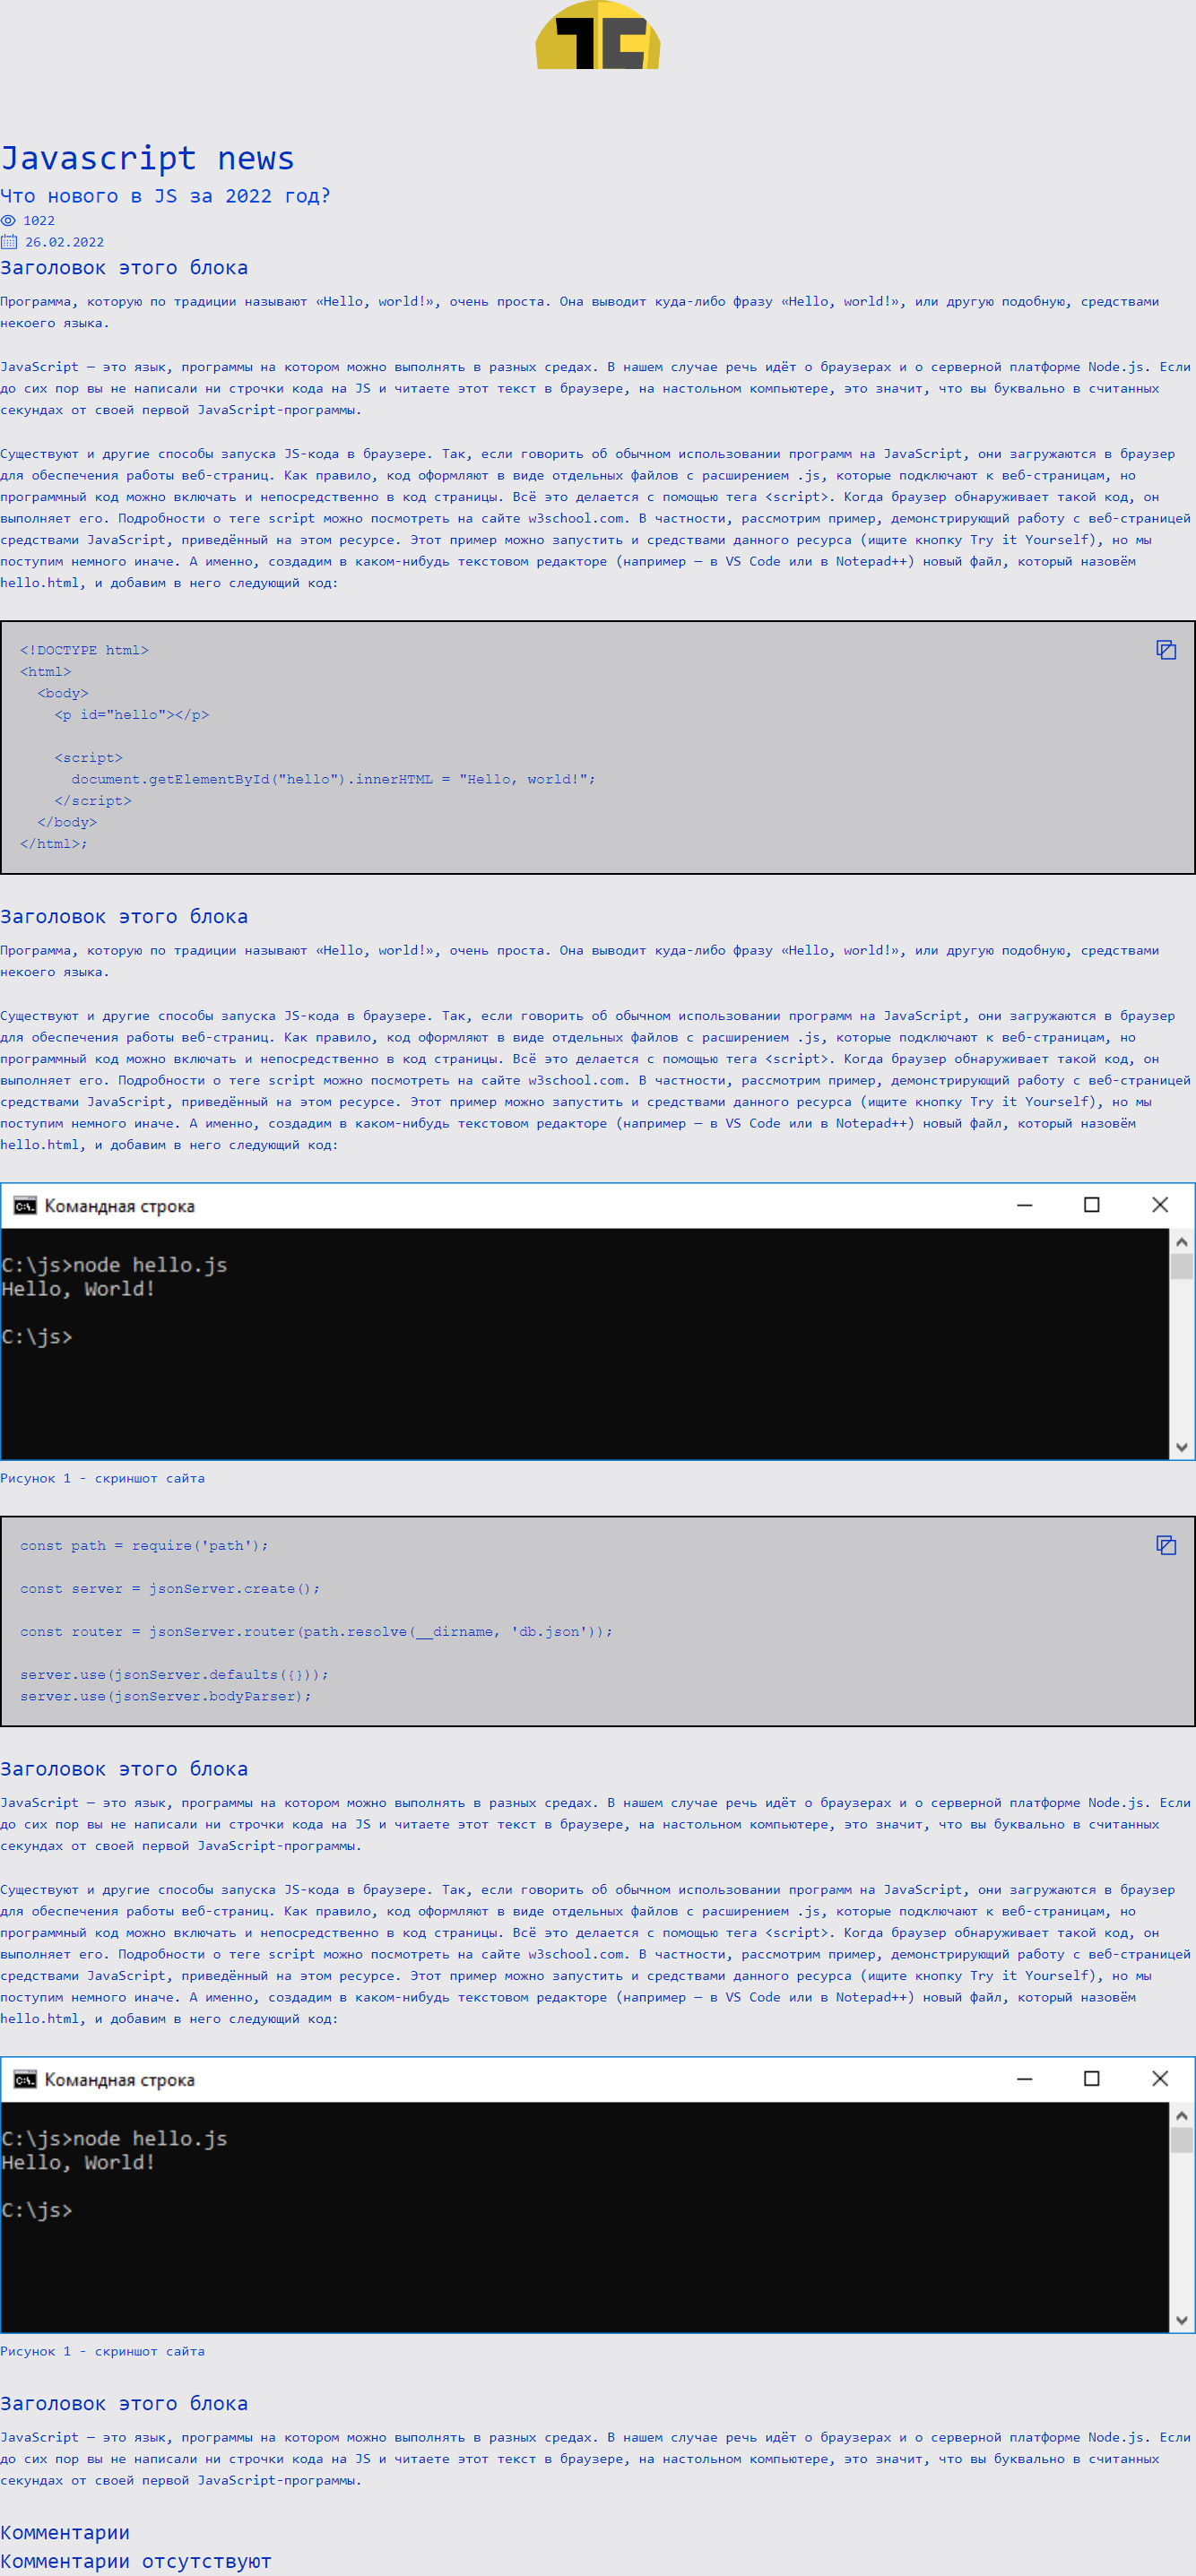 JS
Javascript news
Что нового в JS за 2022 год?
1022
26.02.2022
Заголовок этого блока
Программа, которую по традиции называют «Hello, world!», очень проста. Она выводит куда-либо фразу «Hello, world!», или другую подобную, средствами
некоего языка.
JavaScript — это язык, программы на котором можно выполнять в разных средах. В нашем случае речь идёт о браузерах и о серверной платформе Node.js. Если
до сих пор вы не написали ни строчки кода на JS и читаете этот текст в браузере, на настольном компьютере, это значит, что вы буквально в считанных
секундах от своей первой JavaScript-программы.
Существуют и другие способы запуска JS-кода в браузере. Так, если говорить об обычном использовании программ на JavaScript, они загружаются в браузер
для обеспечения работы веб-страниц. Как правило, код оформляют в виде отдельных файлов с расширением .js, которые подключают к веб-страницам, но
программный код можно включать и непосредственно в код страницы. Всё это делается с помощью тега <script>. Когда браузер обнаруживает такой код, он
выполняет его. Подробности о теге script можно посмотреть на сайте w3school.com. В частности, рассмотрим пример, демонстрирующий работу с веб-страницей
средствами JavaScript, приведённый на этом ресурсе. Этот пример можно запустить и средствами данного ресурса (ищите кнопку Try it Yourself), но мы
поступим немного иначе. А именно, создадим в каком-нибудь текстовом редакторе (например — в VS Code или в Notepad++) новый файл, который назовём
hello.html, и добавим в него следующий код:
<!DOCTYPE html>
<html>
  <body>
    <p id="hello"></p>
    <script>
      document.getElementById("hello").innerHTML = "Hello, world!";
    </script>
  </body>
</html>;
Заголовок этого блока
Программа, которую по традиции называют «Hello, world!», очень проста. Она выводит куда-либо фразу «Hello, world!», или другую подобную, средствами
некоего языка.
Существуют и другие способы запуска JS-кода в браузере. Так, если говорить об обычном использовании программ на JavaScript, они загружаются в браузер
для обеспечения работы веб-страниц. Как правило, код оформляют в виде отдельных файлов с расширением .js, которые подключают к веб-страницам, но
программный код можно включать и непосредственно в код страницы. Всё это делается с помощью тега <script>. Когда браузер обнаруживает такой код, он
выполняет его. Подробности о теге script можно посмотреть на сайте w3school.com. В частности, рассмотрим пример, демонстрирующий работу с веб-страницей
средствами JavaScript, приведённый на этом ресурсе. Этот пример можно запустить и средствами данного ресурса (ищите кнопку Try it Yourself), но мы
поступим немного иначе. А именно, создадим в каком-нибудь текстовом редакторе (например — в VS Code или в Notepad++) новый файл, который назовём
hello.html, и добавим в него следующий код:
Командная строка
C:\js>node hello.js
Hello, World!
C:\js>
Рисунок 1 - скриншот сайта
const path = require('path');
const server = jsonServer.create();
const router = jsonServer.router(path.resolve(__dirname, 'db.json'));
server.use(jsonServer.defaults({}));
server.use(jsonServer.bodyParser);
Заголовок этого блока
JavaScript — это язык, программы на котором можно выполнять в разных средах. В нашем случае речь идёт о браузерах и о серверной платформе Node.js. Если
до сих пор вы не написали ни строчки кода на JS и читаете этот текст в браузере, на настольном компьютере, это значит, что вы буквально в считанных
секундах от своей первой JavaScript-программы.
Существуют и другие способы запуска JS-кода в браузере. Так, если говорить об обычном использовании программ на JavaScript, они загружаются в браузер
для обеспечения работы веб-страниц. Как правило, код оформляют в виде отдельных файлов с расширением .js, которые подключают к веб-страницам, но
программный код можно включать и непосредственно в код страницы. Всё это делается с помощью тега <script>. Когда браузер обнаруживает такой код, он
выполняет его. Подробности о теге script можно посмотреть на сайте w3school.com. В частности, рассмотрим пример, демонстрирующий работу с веб-страницей
средствами JavaScript, приведённый на этом ресурсе. Этот пример можно запустить и средствами данного ресурса (ищите кнопку Try it Yourself), но мы
поступим немного иначе. А именно, создадим в каком-нибудь текстовом редакторе (например — в VS Code или в Notepad++) новый файл, который назовём
hello.html, и добавим в него следующий код:
Командная строка
C:\js>node hello.js
Hello, World!
C:\js>
Рисунок 1 - скриншот сайта
Заголовок этого блока
JavaScript — это язык, программы на котором можно выполнять в разных средах. В нашем случае речь идёт о браузерах и о серверной платформе Node.js. Если
до сих пор вы не написали ни строчки кода на JS и читаете этот текст в браузере, на настольном компьютере, это значит, что вы буквально в считанных
секундах от своей первой JavaScript-программы.
Комментарии
Комментарии отсутствуют